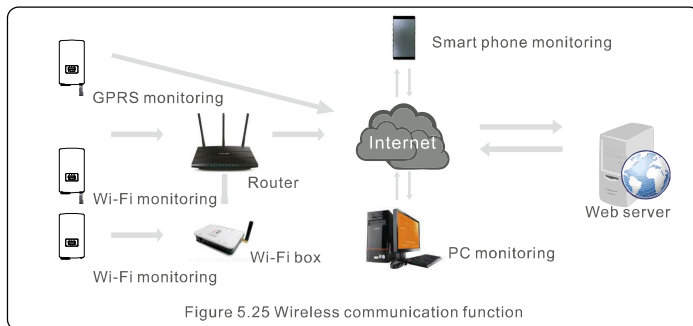 Smart phone monitoring
GPRS monitoring
Internet
Wi-Fi monitoring
Router
Web server
Wi-Fi monitoring
Wi-Fi box
PC monitoring
Figure 5.25 Wireless communication function